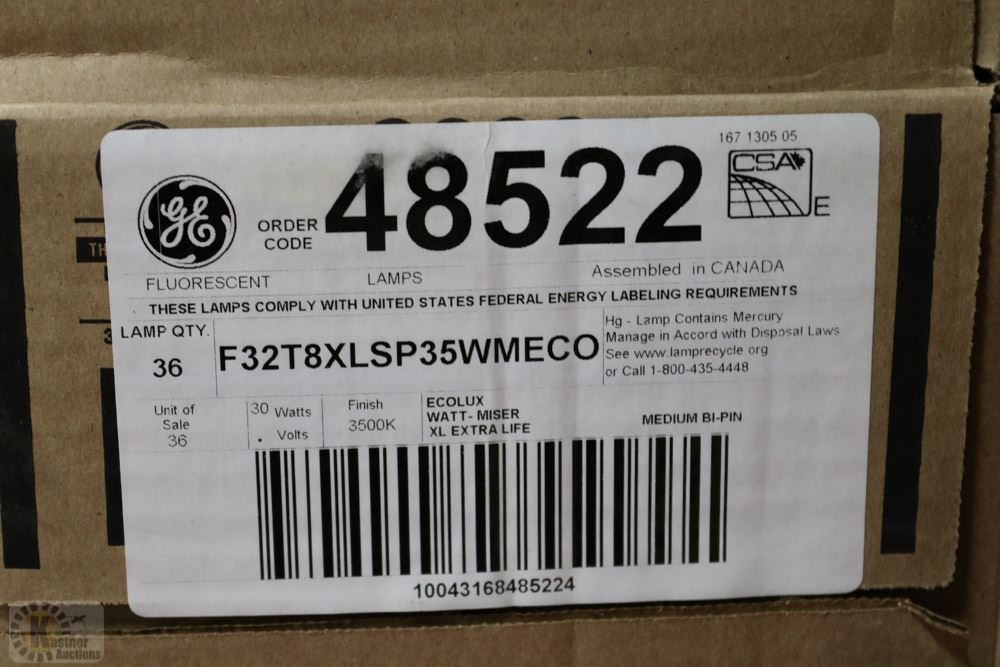 167 1305 05
GE
ORDER CODE
48522
CSA
E
FLUORESCENT LAMPS
Assembled in CANADA
THESE LAMPS COMPLY WITH UNITED STATES FEDERAL ENERGY LABELING REQUIREMENTS
LAMP QTY.
36
F32T8XLSP35WMECO
Hg - Lamp Contains Mercury
Manage in Accord with Disposal Laws
See www.lamprecycle.org
or Call 1-800-435-4448
Unit of
Sale
36
30 Watts
. Volts
Finish
3500K
ECOLUX
WATT- MISER
XL EXTRA LIFE
MEDIUM BI-PIN
10043168485224
TH
3
Kastner
Auctions